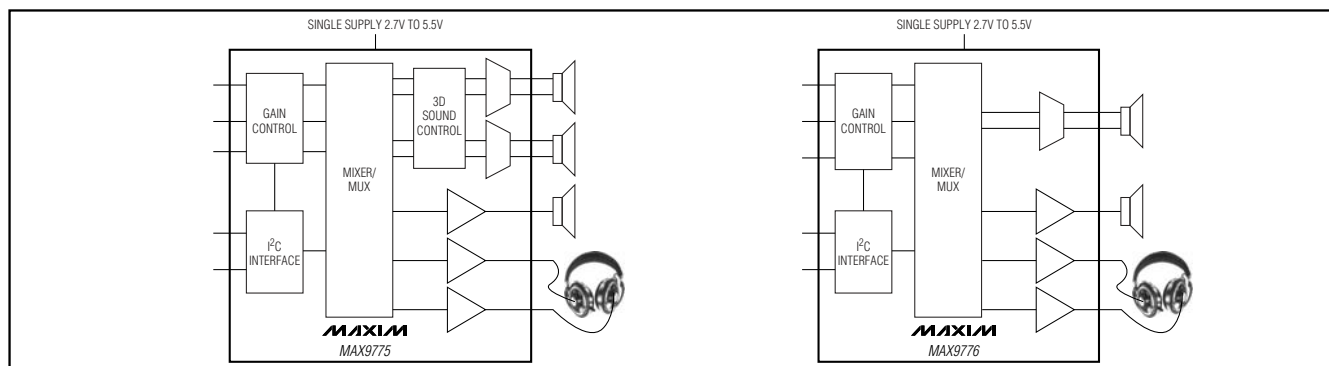 SINGLE SUPPLY 2.7V TO 5.5V
GAIN
CONTROL
I²C
INTERFACE
MIXER/
MUX
3D
SOUND
CONTROL
MAXIM
MAX9775
SINGLE SUPPLY 2.7V TO 5.5V
GAIN
CONTROL
I²C
INTERFACE
MIXER/
MUX
MAXIM
MAX9776